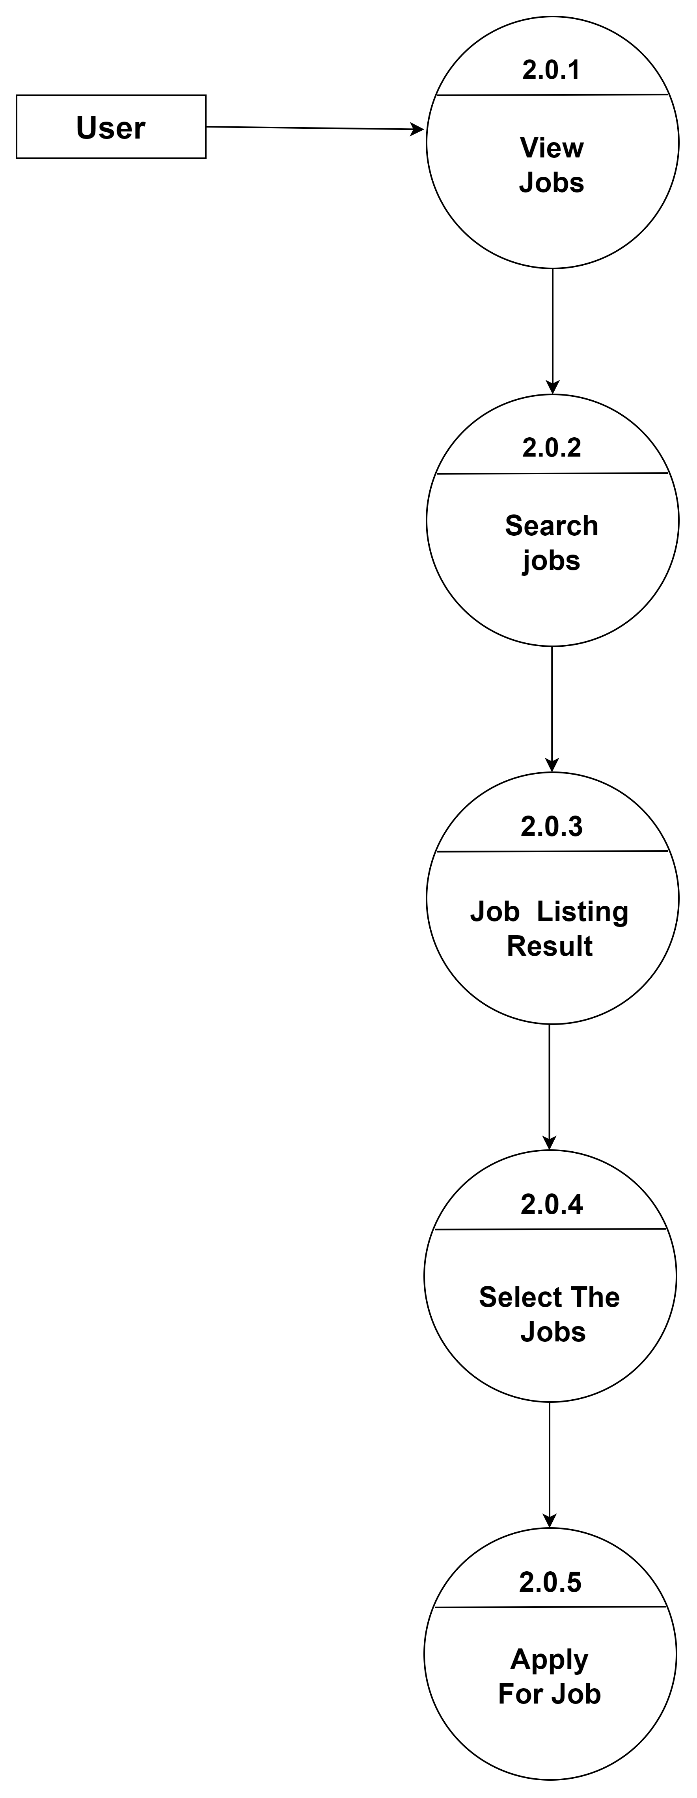 User
2.0.1
View
Jobs
2.0.2
Search
jobs
2.0.3
Job  Listing
Result
2.0.4
Select The
Jobs
2.0.5
Apply
For Job